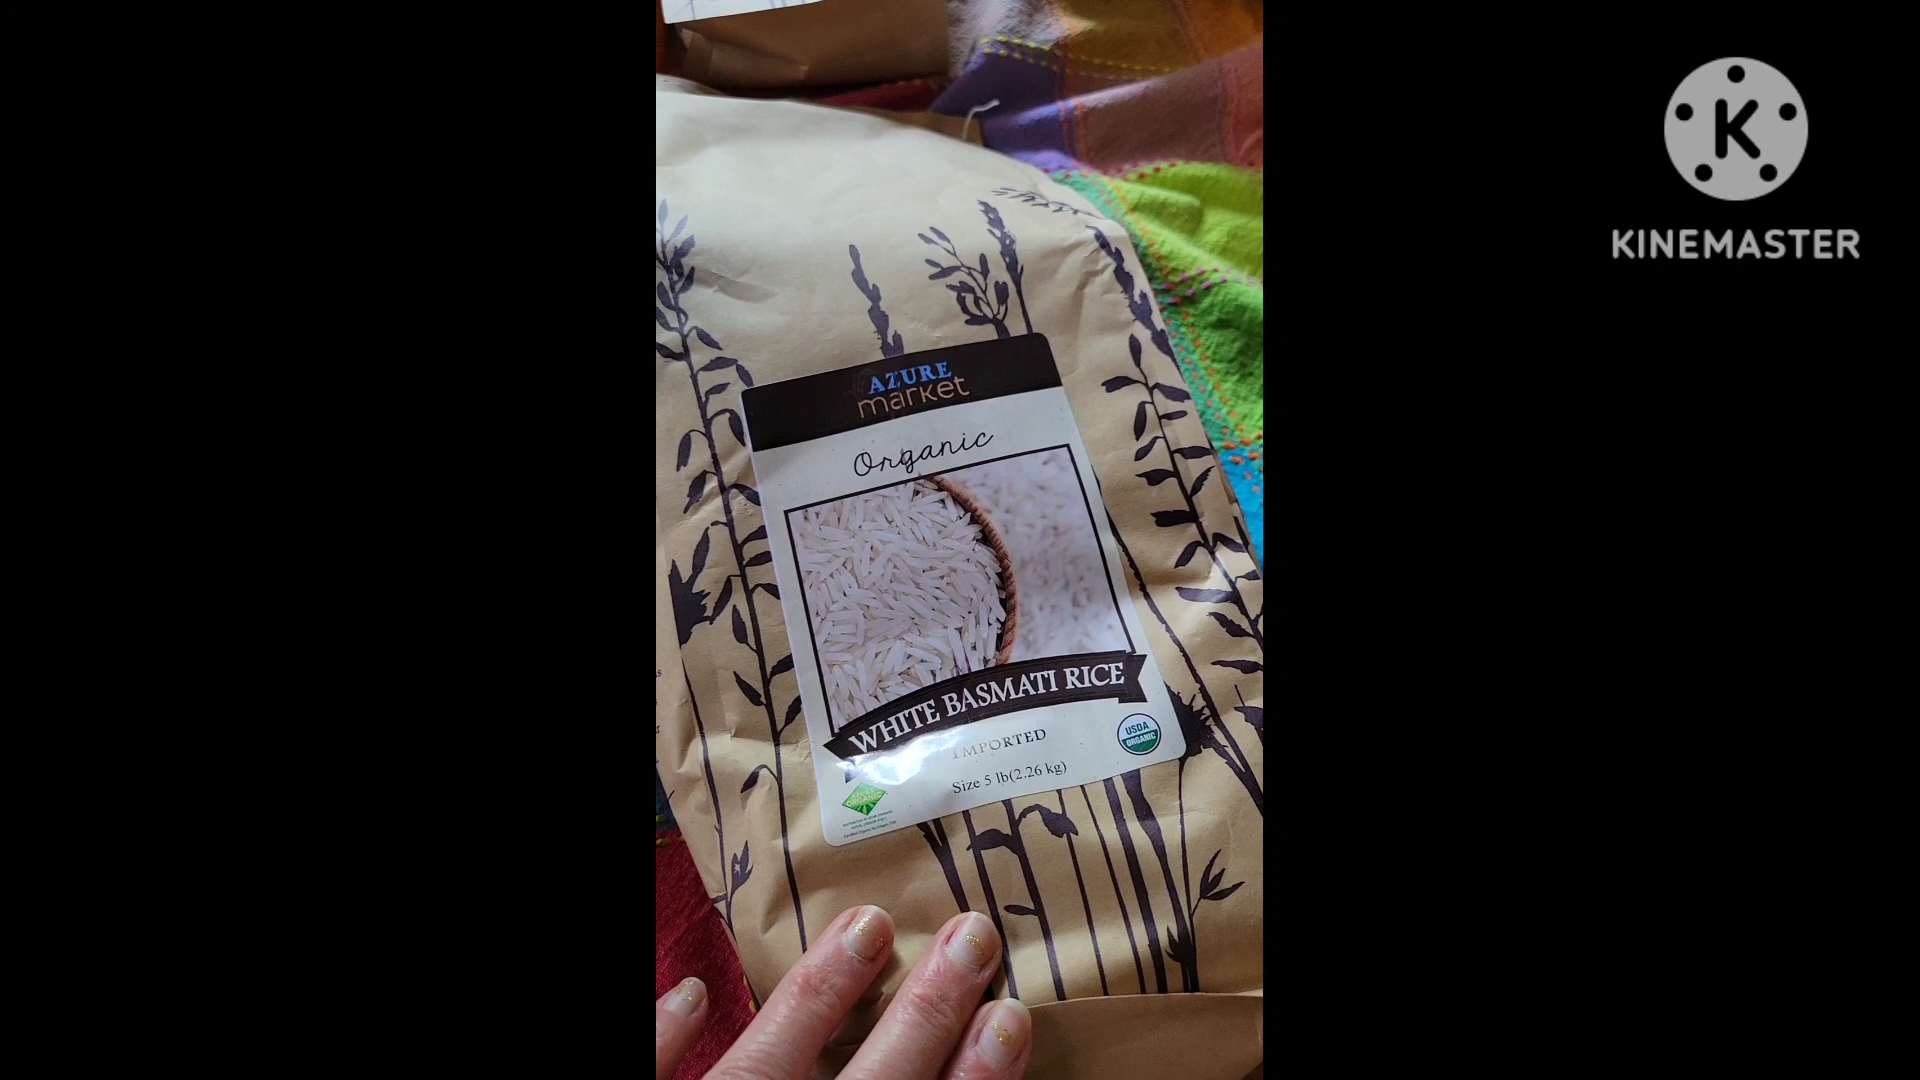 KINEMASTER
AZURE
market
Organic
WHITE BASMATI RICE
IMPORTED
Size 5 lb(2.26 kg)
USDA
ORGANIC